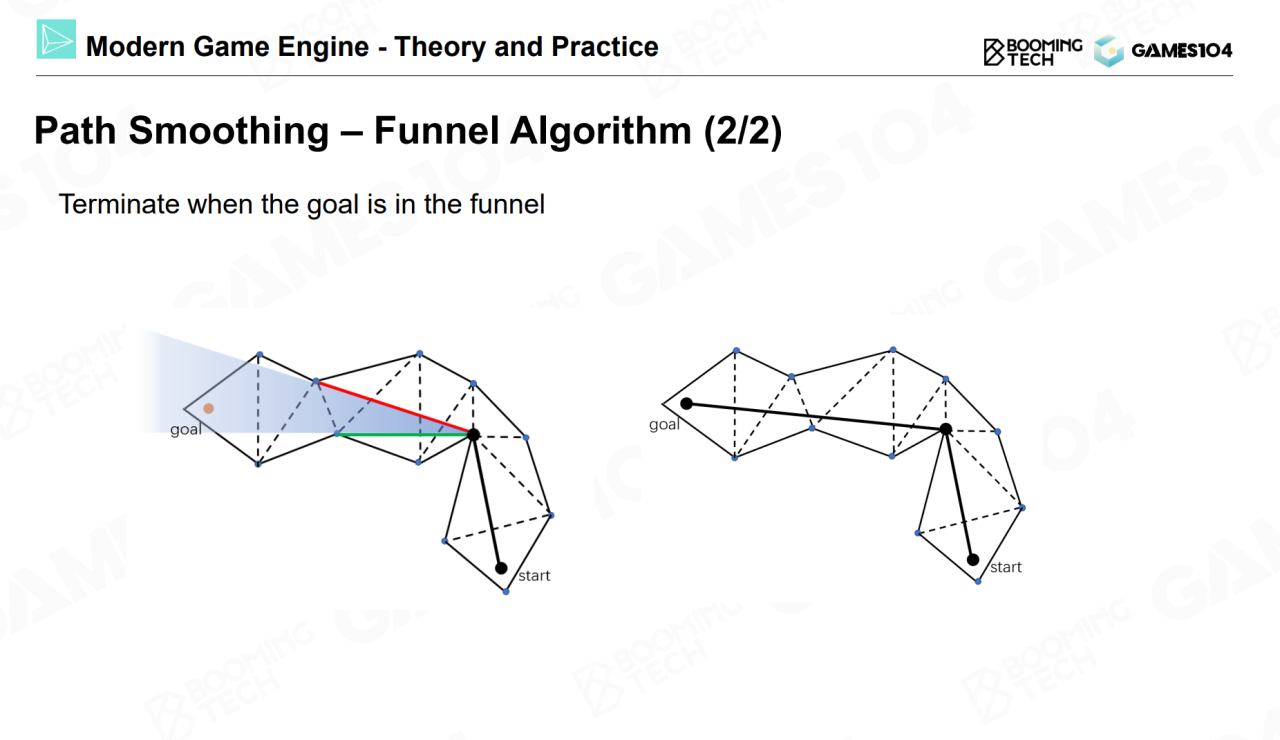 Modern Game Engine - Theory and Practice
BOOMING
TECH
GAMES104
Path Smoothing – Funnel Algorithm (2/2)
Terminate when the goal is in the funnel
goal
start
goal
start